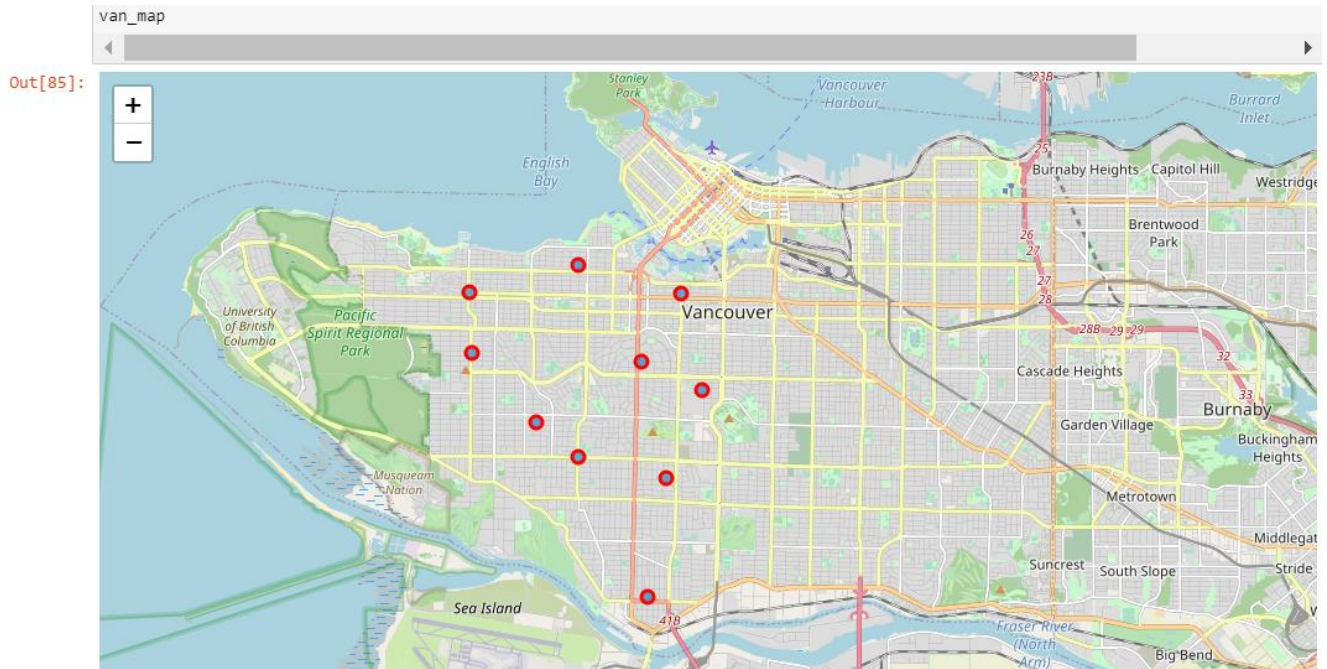 van_map
Out[85]:
+
−
Stanley
Park
Vancouver
Harbour
23B
Burrard
Inlet
English
Bay
25
Burnaby Heights
Capitol Hill
Westridge
Brentwood
Park
26
27
27
28
University
of British
Columbia
Pacific
Spirit Regional
Park
Vancouver
28B
29
29
32
Cascade Heights
33
Burnaby
Garden Village
Buckingham
Heights
Musqueam
Nation
Metrotown
Middlegat
Suncrest
South Slope
Stride
Sea Island
41B
Fraser River
(North
Arm)
Big Bend